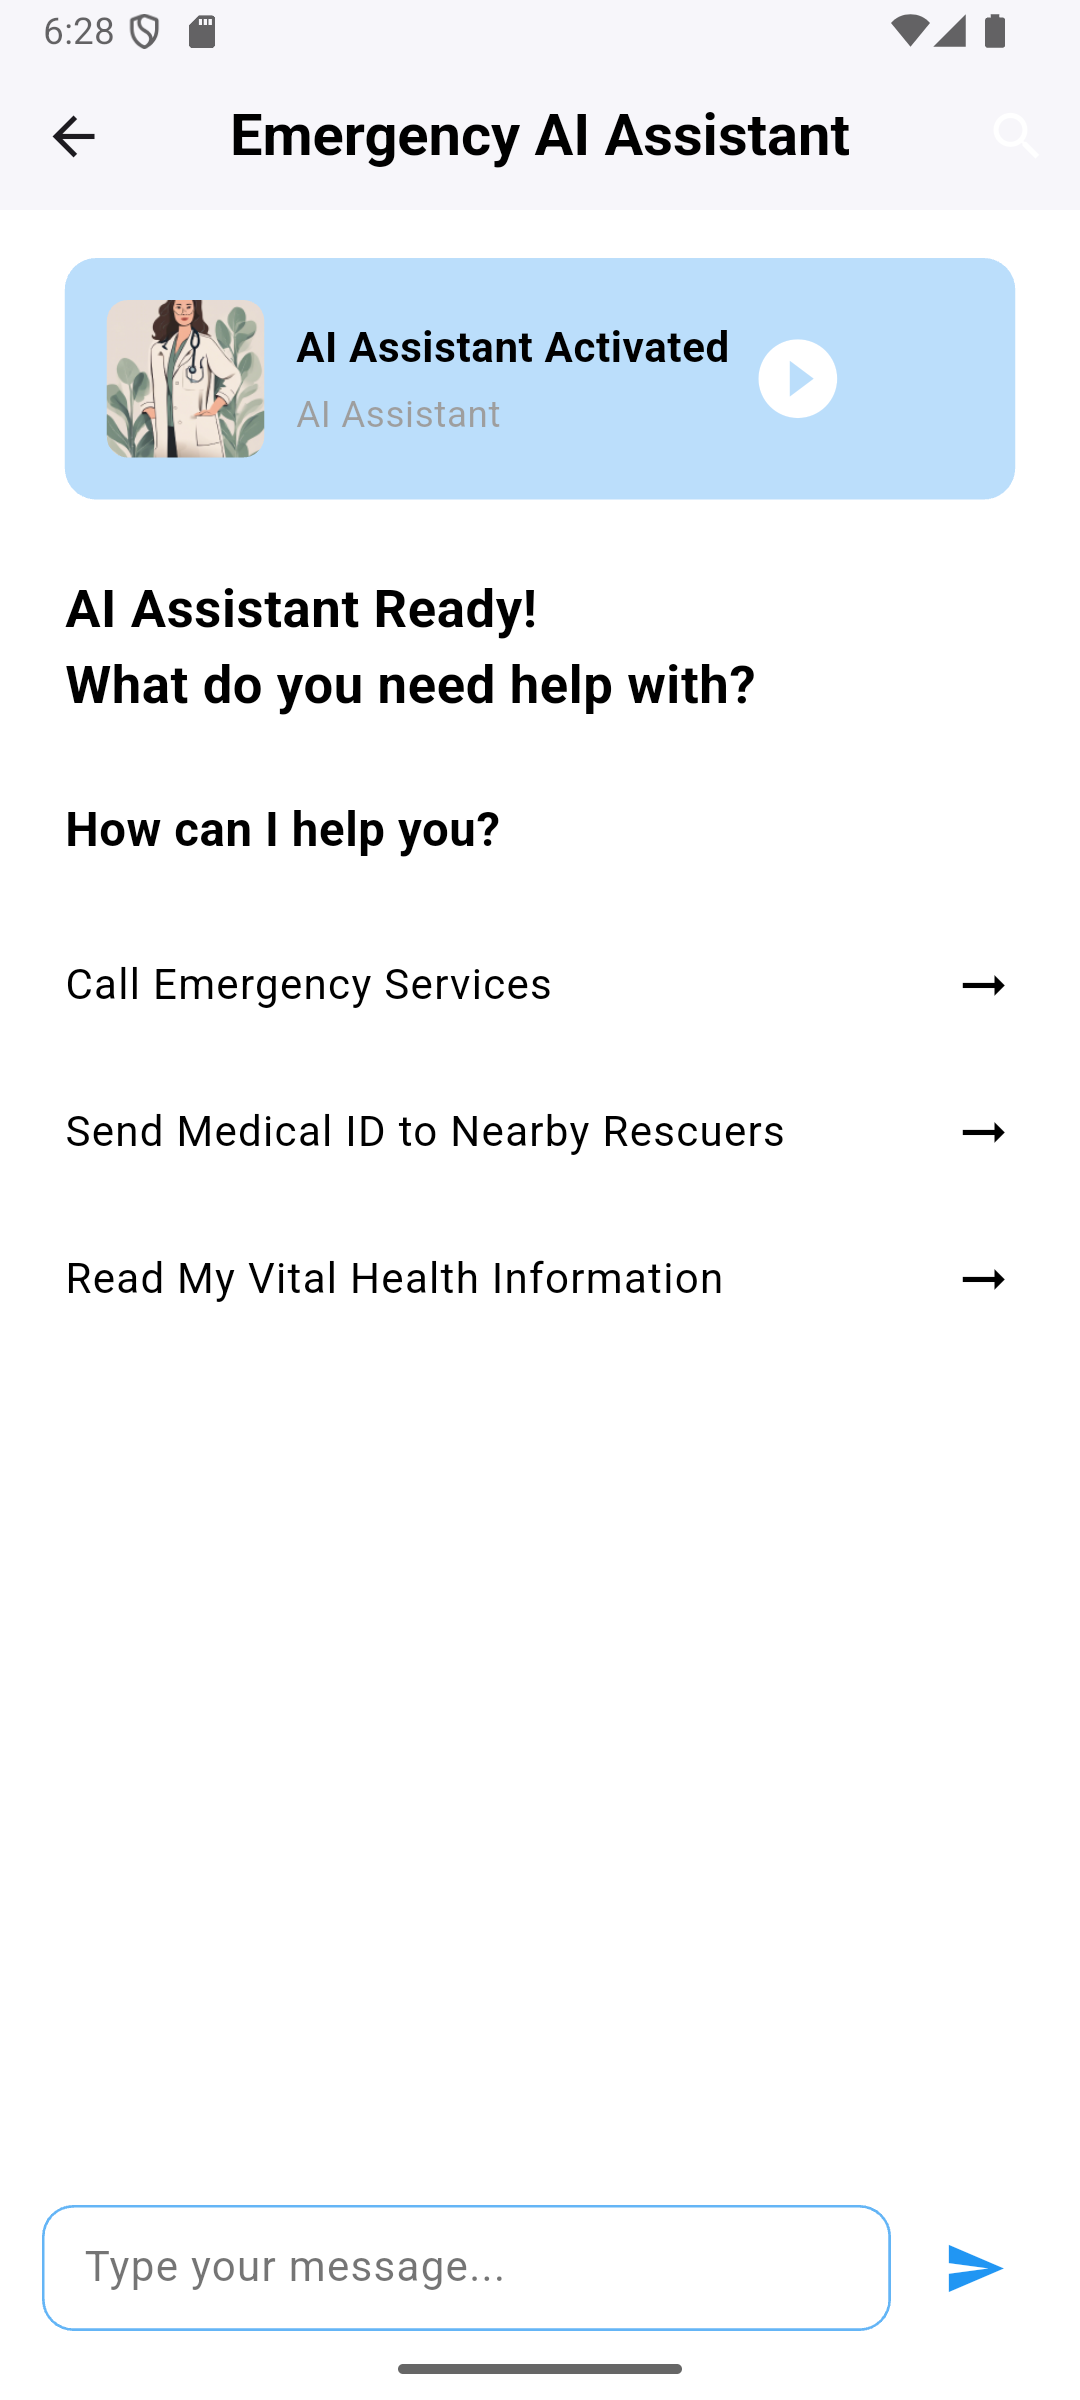 6:28
Emergency AI Assistant
AI Assistant Activated
AI Assistant
AI Assistant Ready!
What do you need help with?
How can I help you?
Call Emergency Services
Send Medical ID to Nearby Rescuers
Read My Vital Health Information
Type your message...